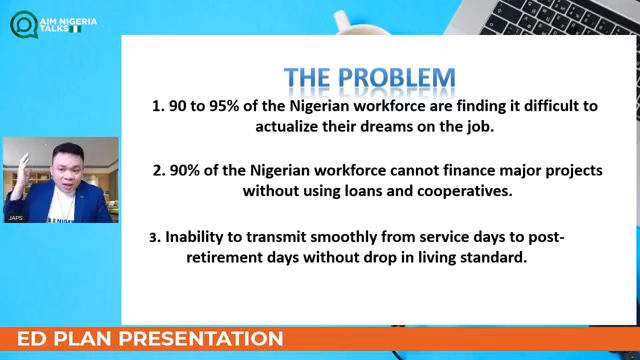 AIM NIGERIA
TALKS
THE PROBLEM
1. 90 to 95% of the Nigerian workforce are finding it difficult to
actualize their dreams on the job.
2. 90% of the Nigerian workforce cannot finance major projects
without using loans and cooperatives.
3. Inability to transmit smoothly from service days to post-
retirement days without drop in living standard.
JAPS
ED PLAN PRESENTATION